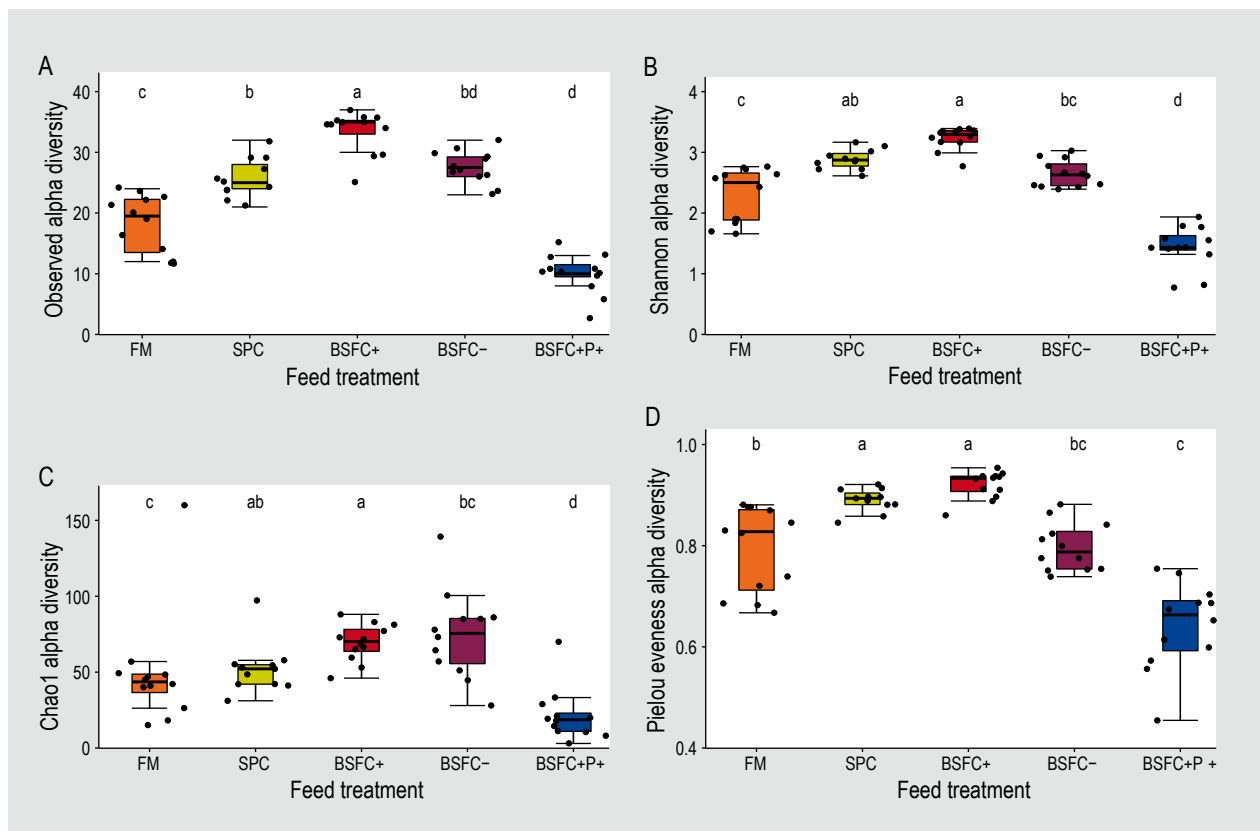 A
Observed alpha diversity
40
30
20
10
0
c b a bd d
FM SPC BSFC+ BSFC− BSFC+P+
Feed treatment
B
Shannon alpha diversity
4
3
2
1
0
c ab a bc d
FM SPC BSFC+ BSFC− BSFC+P+
Feed treatment
C
Chao1 alpha diversity
150
100
50
0
c ab a bc d
FM SPC BSFC+ BSFC− BSFC+P+
Feed treatment
D
Pielou eveness alpha diversity
1.0
0.8
0.6
0.4
b a a bc c
FM SPC BSFC+ BSFC− BSFC+P +
Feed treatment